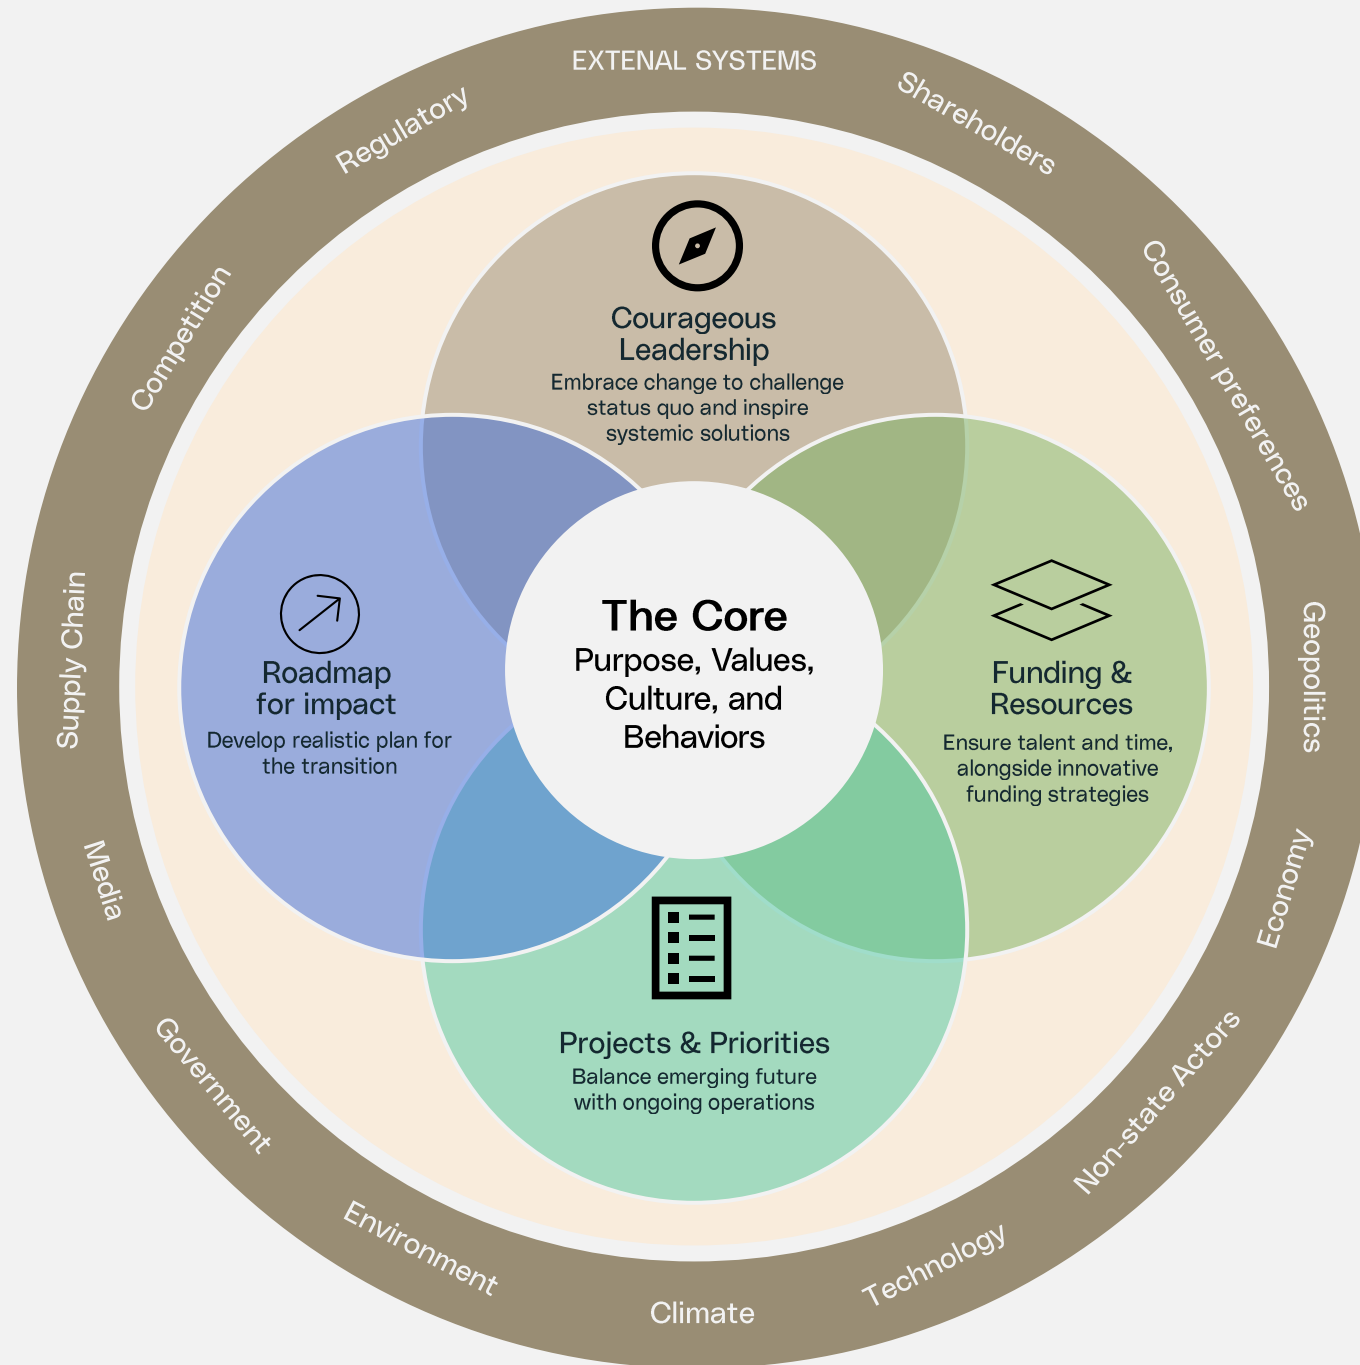 EXTENAL SYSTEMS
Shareholders
Consumer preferences
Geopolitics
Economy
Non-state Actors
Technology
Climate
Environment
Government
Media
Supply Chain
Competition
Regulatory
Courageous
Leadership
Embrace change to challenge
status quo and inspire
systemic solutions
Roadmap
for impact
Develop realistic plan for
the transition
The Core
Purpose, Values,
Culture, and
Behaviors
Funding &
Resources
Ensure talent and time,
alongside innovative
funding strategies
Projects & Priorities
Balance emerging future
with ongoing operations